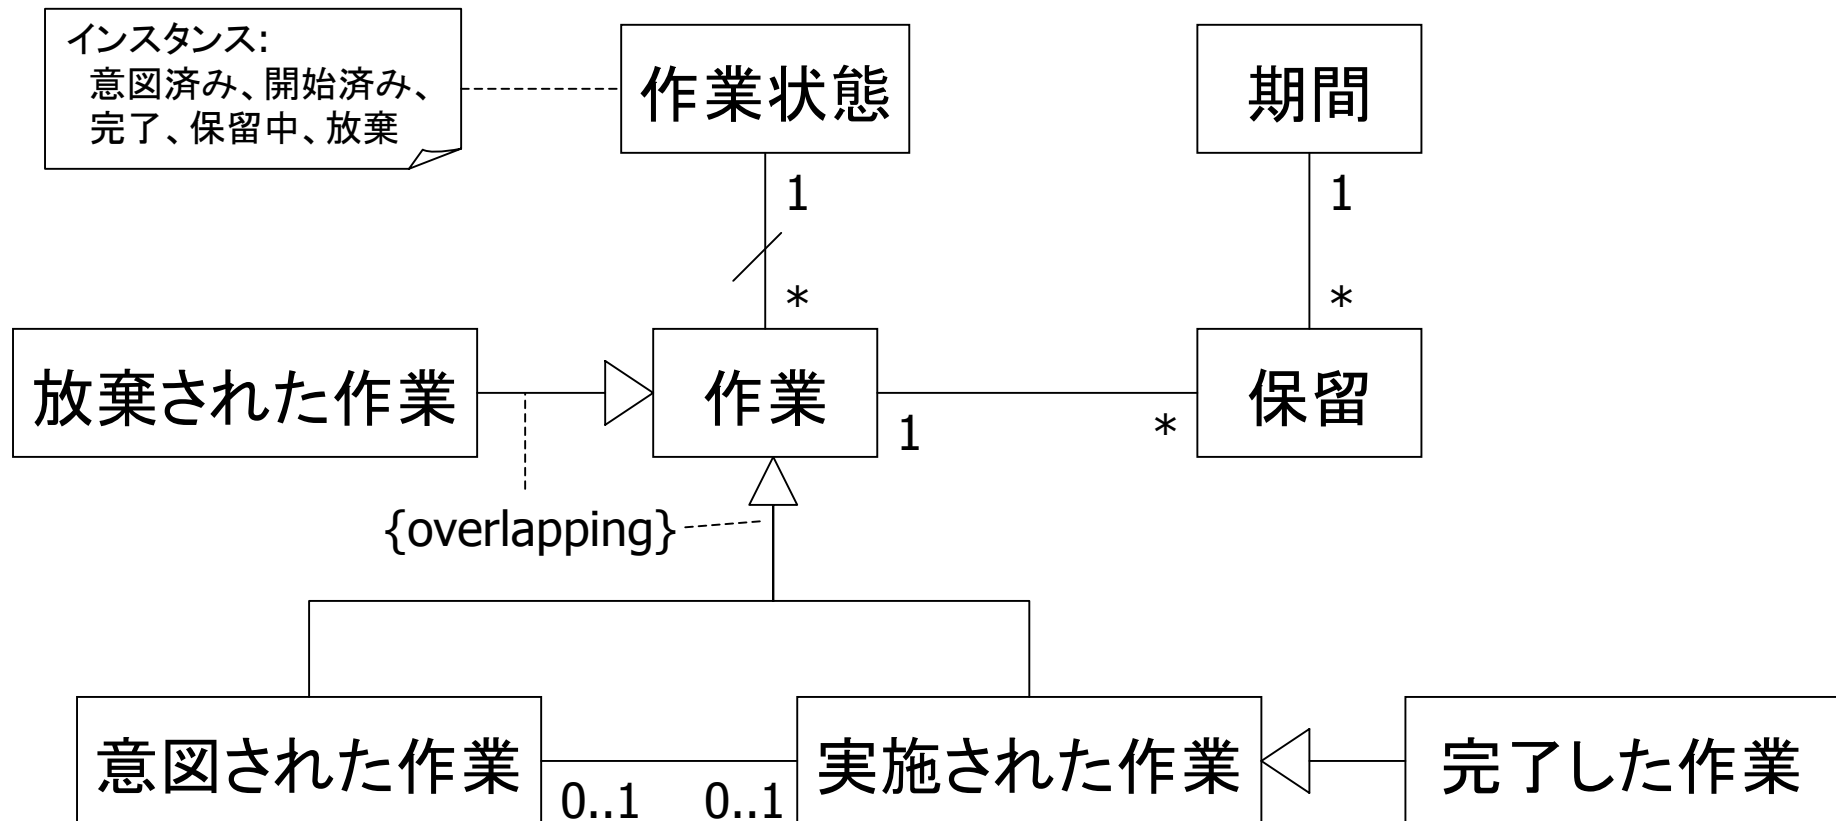 インスタンス:
意図済み、開始済み、
完了、保留中、放棄
作業状態
期間
1
1
*
*
放棄された作業
作業
保留
1
*
{overlapping}
意図された作業
実施された作業
完了した作業
0..1
0..1